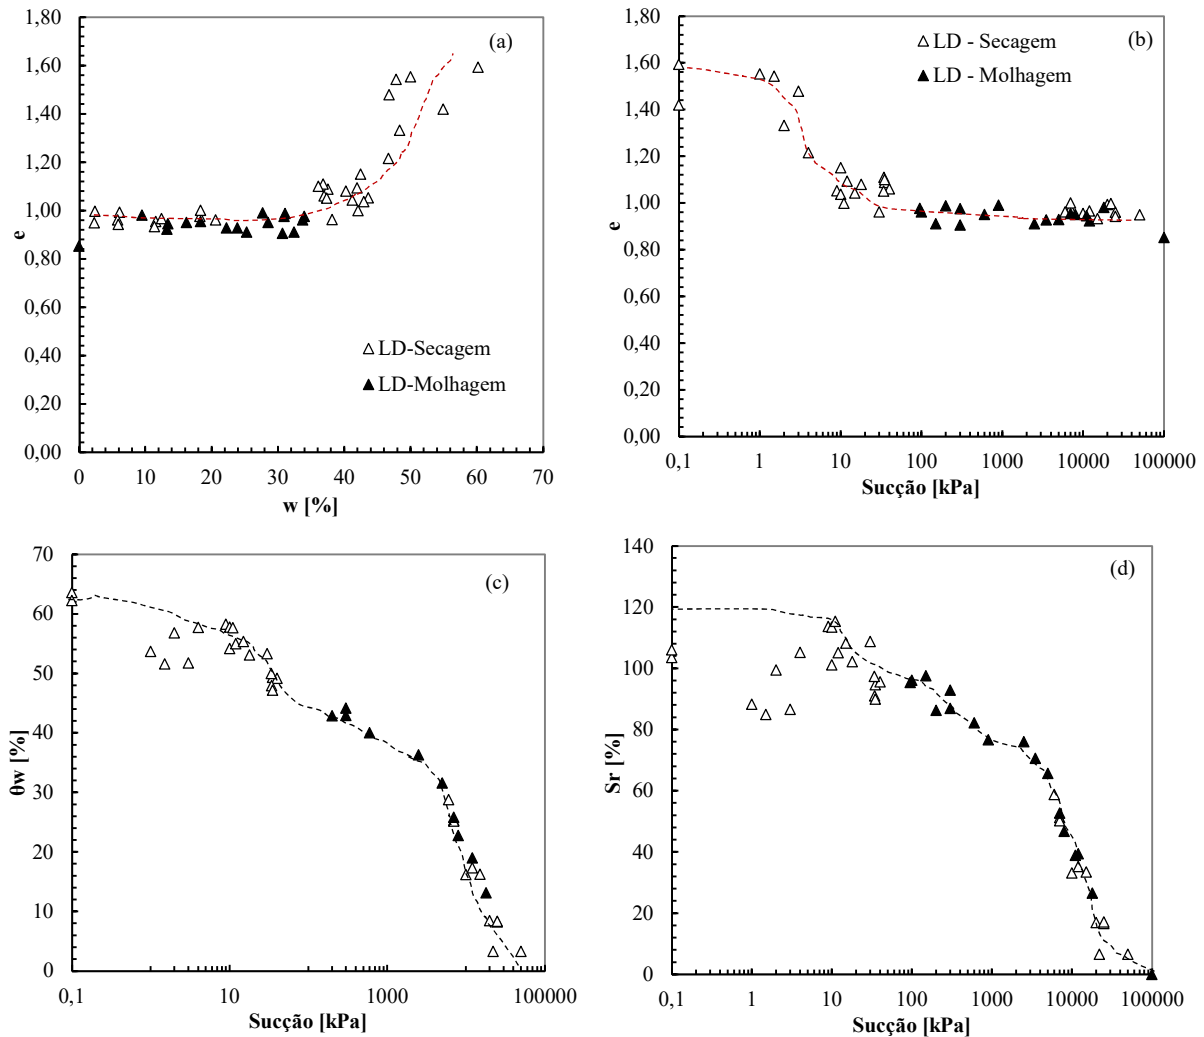 1,80
1,60
1,40
1,20
1,00
0,80
0,60
0,40
0,20
0,00
e
(a)
LD-Secagem
LD-Molhagem
0 10 20 30 40 50 60 70
w [%]
1,80
1,60
1,40
1,20
1,00
0,80
0,60
0,40
0,20
0,00
e
LD - Secagem
LD - Molhagem
(b)
0,1 1 10 100 1000 10000 100000
Sucção [kPa]
70
60
50
40
30
20
10
0
θw [%]
(c)
0,1 10 1000 100000
Sucção [kPa]
140
120
100
80
60
40
20
0
Sr [%]
(d)
0,1 1 10 100 1000 10000 100000
Sucção [kPa]